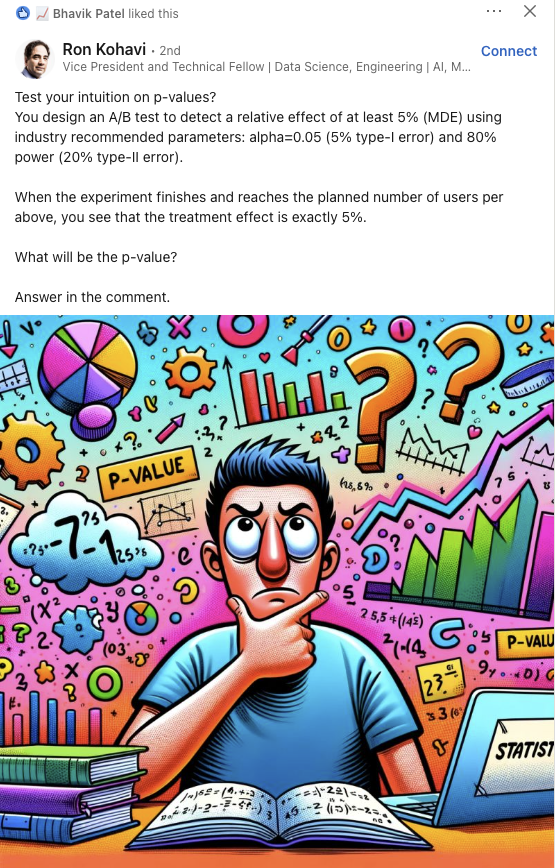 Bhavik Patel liked this
Ron Kohavi • 2nd
Connect
Vice President and Technical Fellow | Data Science, Engineering | AI, M...
Test your intuition on p-values?
You design an A/B test to detect a relative effect of at least 5% (MDE) using
industry recommended parameters: alpha=0.05 (5% type-I error) and 80%
power (20% type-II error).
When the experiment finishes and reaches the planned number of users per
above, you see that the treatment effect is exactly 5%.
What will be the p-value?
Answer in the comment.
? ?
P-VALUE
P-VALU
STATIST